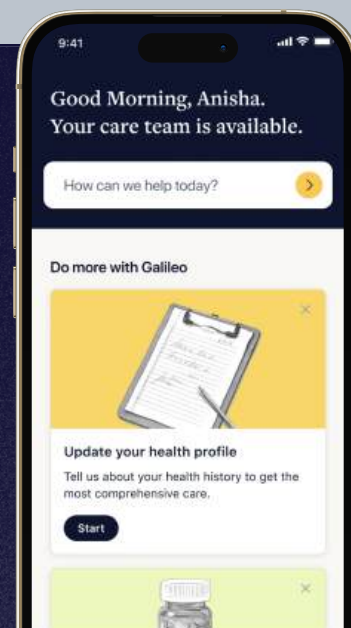 9:41
Good Morning, Anisha.
Your care team is available.
How can we help today?
Do more with Galileo
Update your health profile
Tell us about your health history to get the
most comprehensive care.
Start